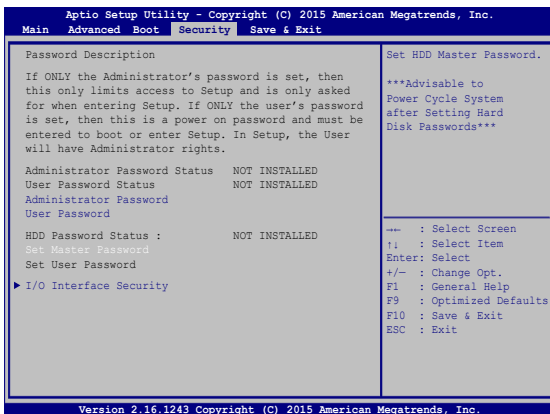 Aptio Setup Utility - Copyright (C) 2015 American Megatrends, Inc.
Main Advanced Boot Security Save & Exit
Password Description
If ONLY the Administrator's password is set, then
this only limits access to Setup and is only asked
for when entering Setup. If ONLY the user's password
is set, then this is a power on password and must be
entered to boot or enter Setup. In Setup, the User
will have Administrator rights.
Administrator Password Status NOT INSTALLED
User Password Status NOT INSTALLED
Administrator Password
User Password
HDD Password Status : NOT INSTALLED
Set Master Password
Set User Password
I/O Interface Security
Set HDD Master Password.
***Advisable to
Power Cycle System
after Setting Hard
Disk Passwords***
→← : Select Screen
↑↓ : Select Item
Enter: Select
+/— : Change Opt.
F1 : General Help
F9 : Optimized Defaults
F10 : Save & Exit
ESC : Exit
Version 2.16.1243 Copyright (C) 2015 American Megatrends, Inc.